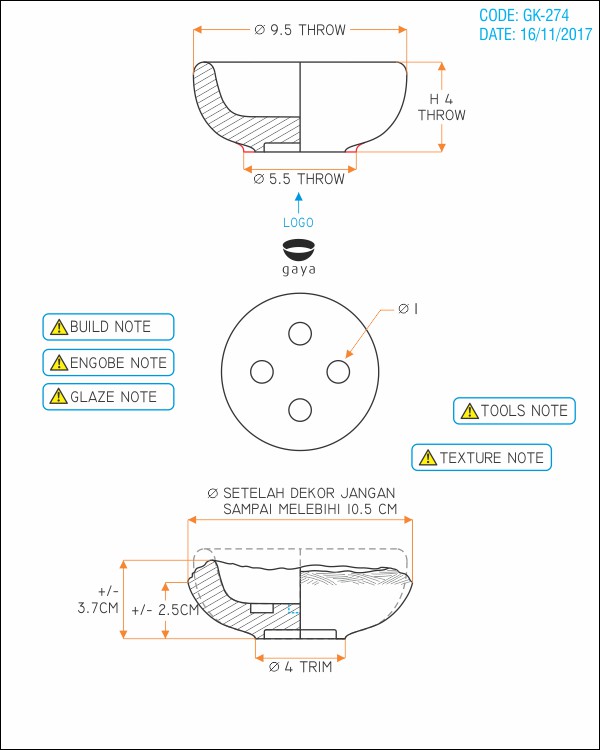 CODE: GK-274
DATE: 16/11/2017
Ø 9.5 THROW
H 4
THROW
Ø 5.5 THROW
LOGO
gaya
Ø 1
BUILD NOTE
ENGOBE NOTE
GLAZE NOTE
TOOLS NOTE
TEXTURE NOTE
Ø SETELAH DEKOR JANGAN
SAMPAI MELEBIHI 10.5 CM
+/-
3.7CM
+/- 2.5CM
Ø 4 TRIM